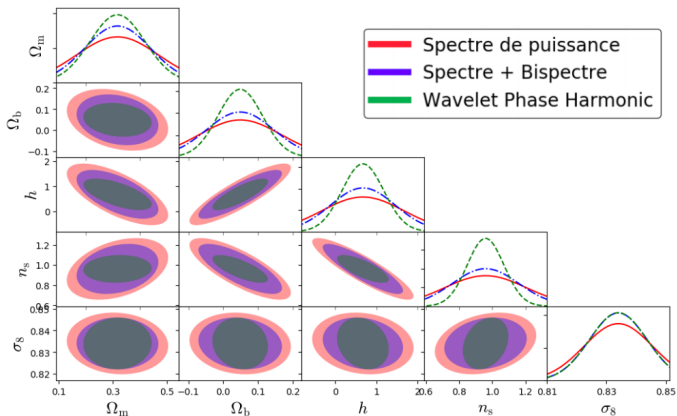 Ωm
Spectre de puissance
Spectre + Bispectre
Wavelet Phase Harmonic
0.2
0.1
0.0
−0.1
Ωb
2
1
0
h
1.2
1.0
0.8
0.6
ns
0.85
0.84
0.83
0.82
σ8
0.1 0.3 0.5 0.0 0.2 0 1 2 0.6 0.8 1.0 1.2 0.81 0.83 0.85
Ωm Ωb h ns σ8